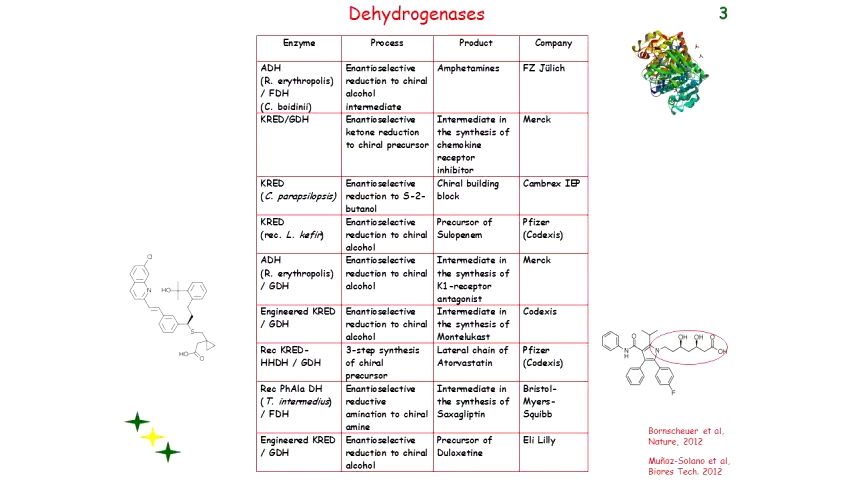 Dehydrogenases
3
Enzyme Process Product Company
ADH
(R. erythropolis)
/ FDH
(C. boidinii)
Enantioselective
reduction to chiral
alcohol
intermediate
Amphetamines
FZ Jülich
KRED/GDH
Enantioselective
ketone reduction
to chiral precursor
Intermediate in
the synthesis of
chemokine
receptor
inhibitor
Merck
KRED
(C. parapsilopsis)
Enantioselective
reduction to S-2-
butanol
Chiral building
block
Cambrex IEP
KRED
(rec. L. kefir)
Enantioselective
reduction to chiral
alcohol
Precursor of
Sulopenem
Pfizer
(Codexis)
ADH
(R. erythropolis)
/ GDH
Enantioselective
reduction to chiral
alcohol
Intermediate in
the synthesis of
K1-receptor
antagonist
Merck
Engineered KRED
/ GDH
Enantioselective
reduction to chiral
alcohol
Intermediate in
the synthesis of
Montelukast
Codexis
Rec KRED-
HHDH / GDH
3-step synthesis
of chiral
precursor
Lateral chain of
Atorvastatin
Pfizer
(Codexis)
Rec PhAla DH
( T. intermedius)
/ FDH
Enantioselective
reductive
amination to chiral
amine
Intermediate in
the synthesis of
Saxagliptin
Bristol-
Myers-
Squibb
Engineered KRED
/ GDH
Enantioselective
reduction to chiral
alcohol
Precursor of
Duloxetine
Eli Lilly
Cl
N
HO
S
HO
O
O
OH OH O
N
H
N
OH
F
Bornscheuer et al,
Nature, 2012
Muñoz-Solano et al,
Biores Tech. 2012